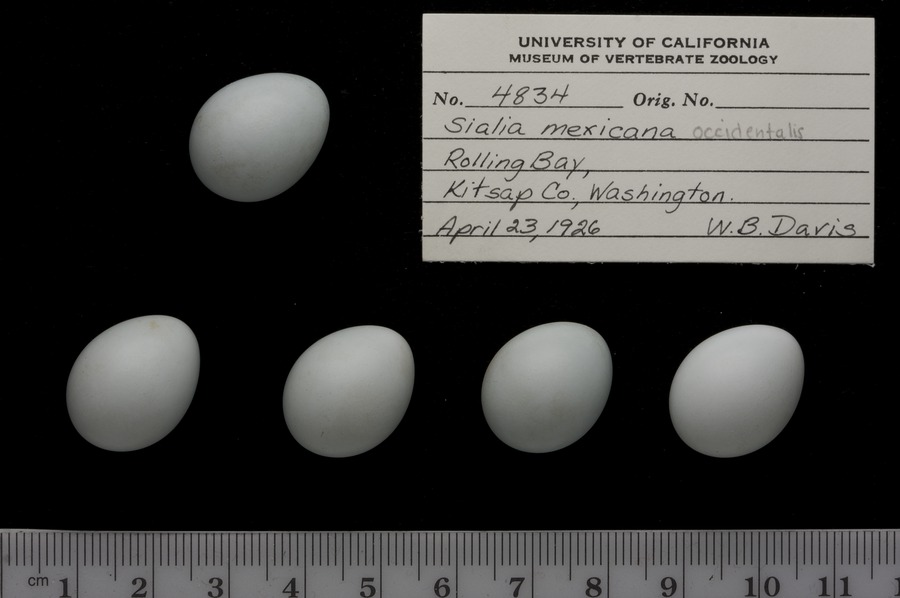 UNIVERSITY OF CALIFORNIA
MUSEUM OF VERTEBRATE ZOOLOGY
No. 4834 Orig. No.
Sialia mexicana occidentalis
Rolling Bay,
Kitsap Co., Washington.
April 23, 1926 W.B. Davis
cm 1 2 3 4 5 6 7 8 9 10 11